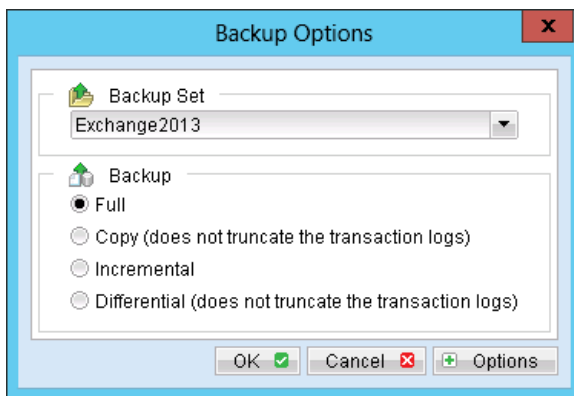 Backup Options
x
Backup Set
Exchange2013
Backup
Full
Copy (does not truncate the transaction logs)
Incremental
Differential (does not truncate the transaction logs)
OK Cancel Options